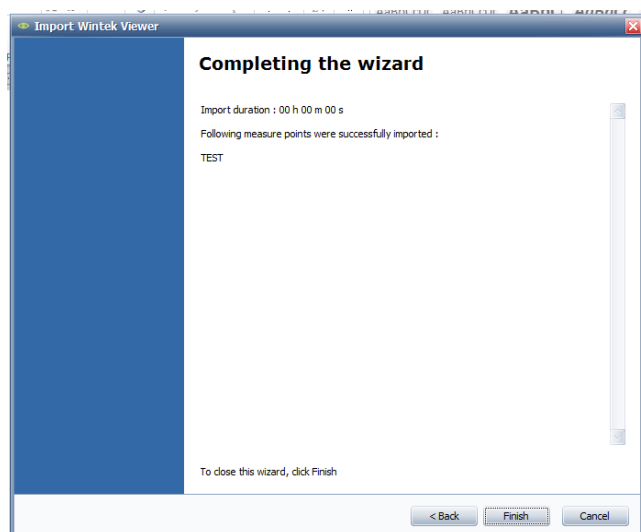 Import Wintek Viewer
Completing the wizard
Import duration : 00 h 00 m 00 s
Following measure points were successfully imported :
TEST
To close this wizard, click Finish
< Back Finish Cancel